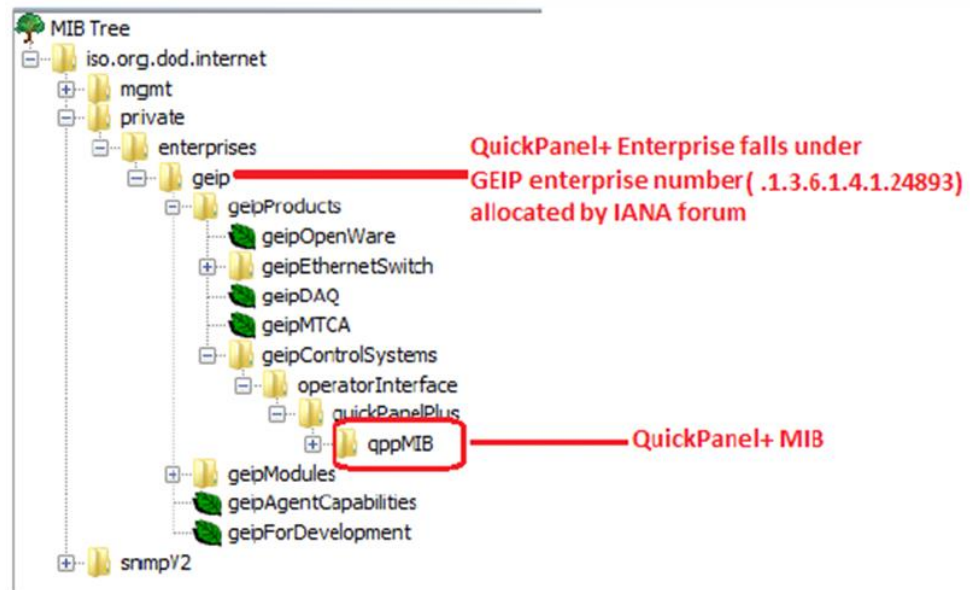 MIB Tree
iso.org.dod.internet
mgmt
private
enterprises
geip
QuickPanel+ Enterprise falls under
GEIP enterprise number( .1.3.6.1.4.1.24893)
allocated by IANA forum
geipProducts
geipOpenWare
geipEthernetSwitch
geipDAQ
geipMTCA
geipControlSystems
operatorInterface
quickPanelPlus
qppMIB
QuickPanel+ MIB
geipModules
geipAgentCapabilities
geipForDevelopment
snmpV2